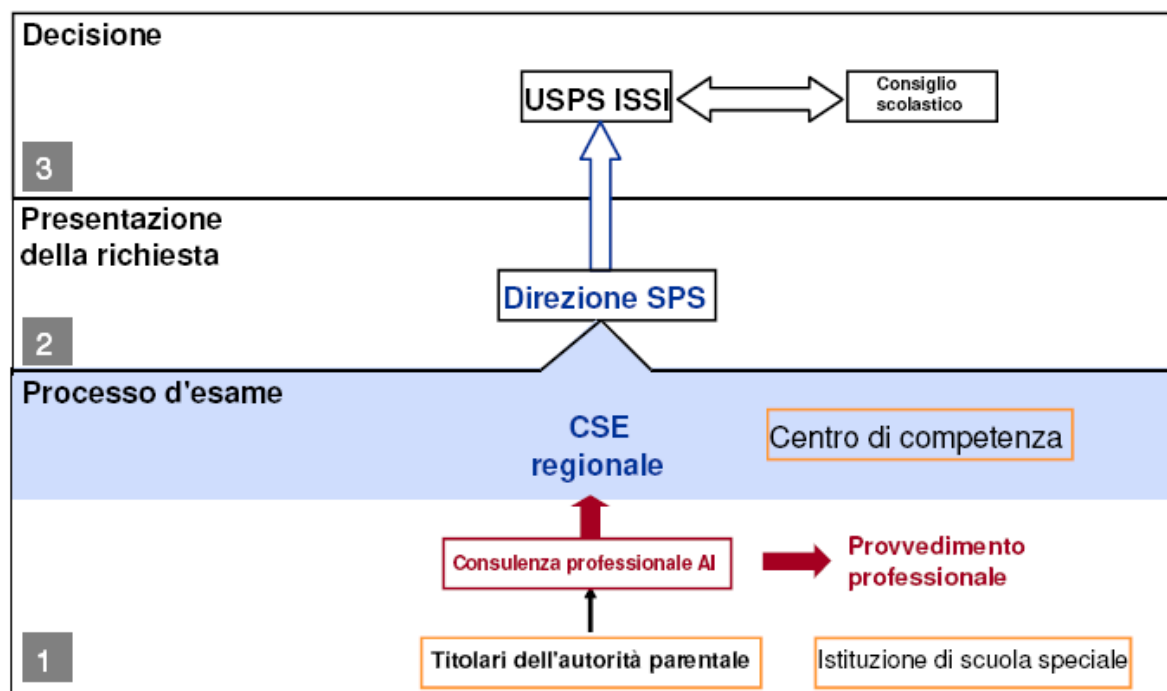 Decisione
USPS ISSI
Consiglio
scolastico
3
Presentazione
della richiesta
Direzione SPS
2
Processo d'esame
CSE
regionale
Centro di competenza
Consulenza professionale AI
Provvedimento
professionale
1
Titolari dell'autorità parentale
Istituzione di scuola speciale